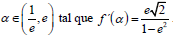 α∈(1/e, e) tal que f´(α) = e√2/(1−e²)